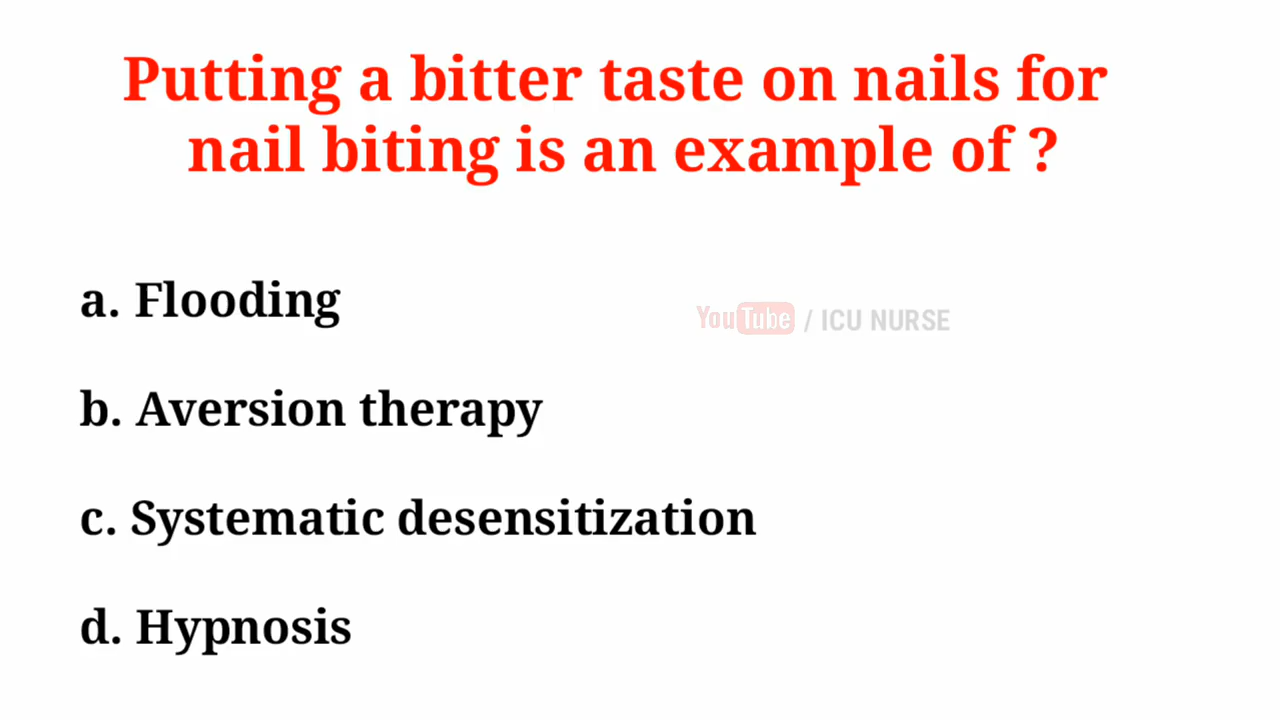 Putting a bitter taste on nails for
nail biting is an example of ?
a. Flooding
YouTube / ICU NURSE
b. Aversion therapy
c. Systematic desensitization
d. Hypnosis